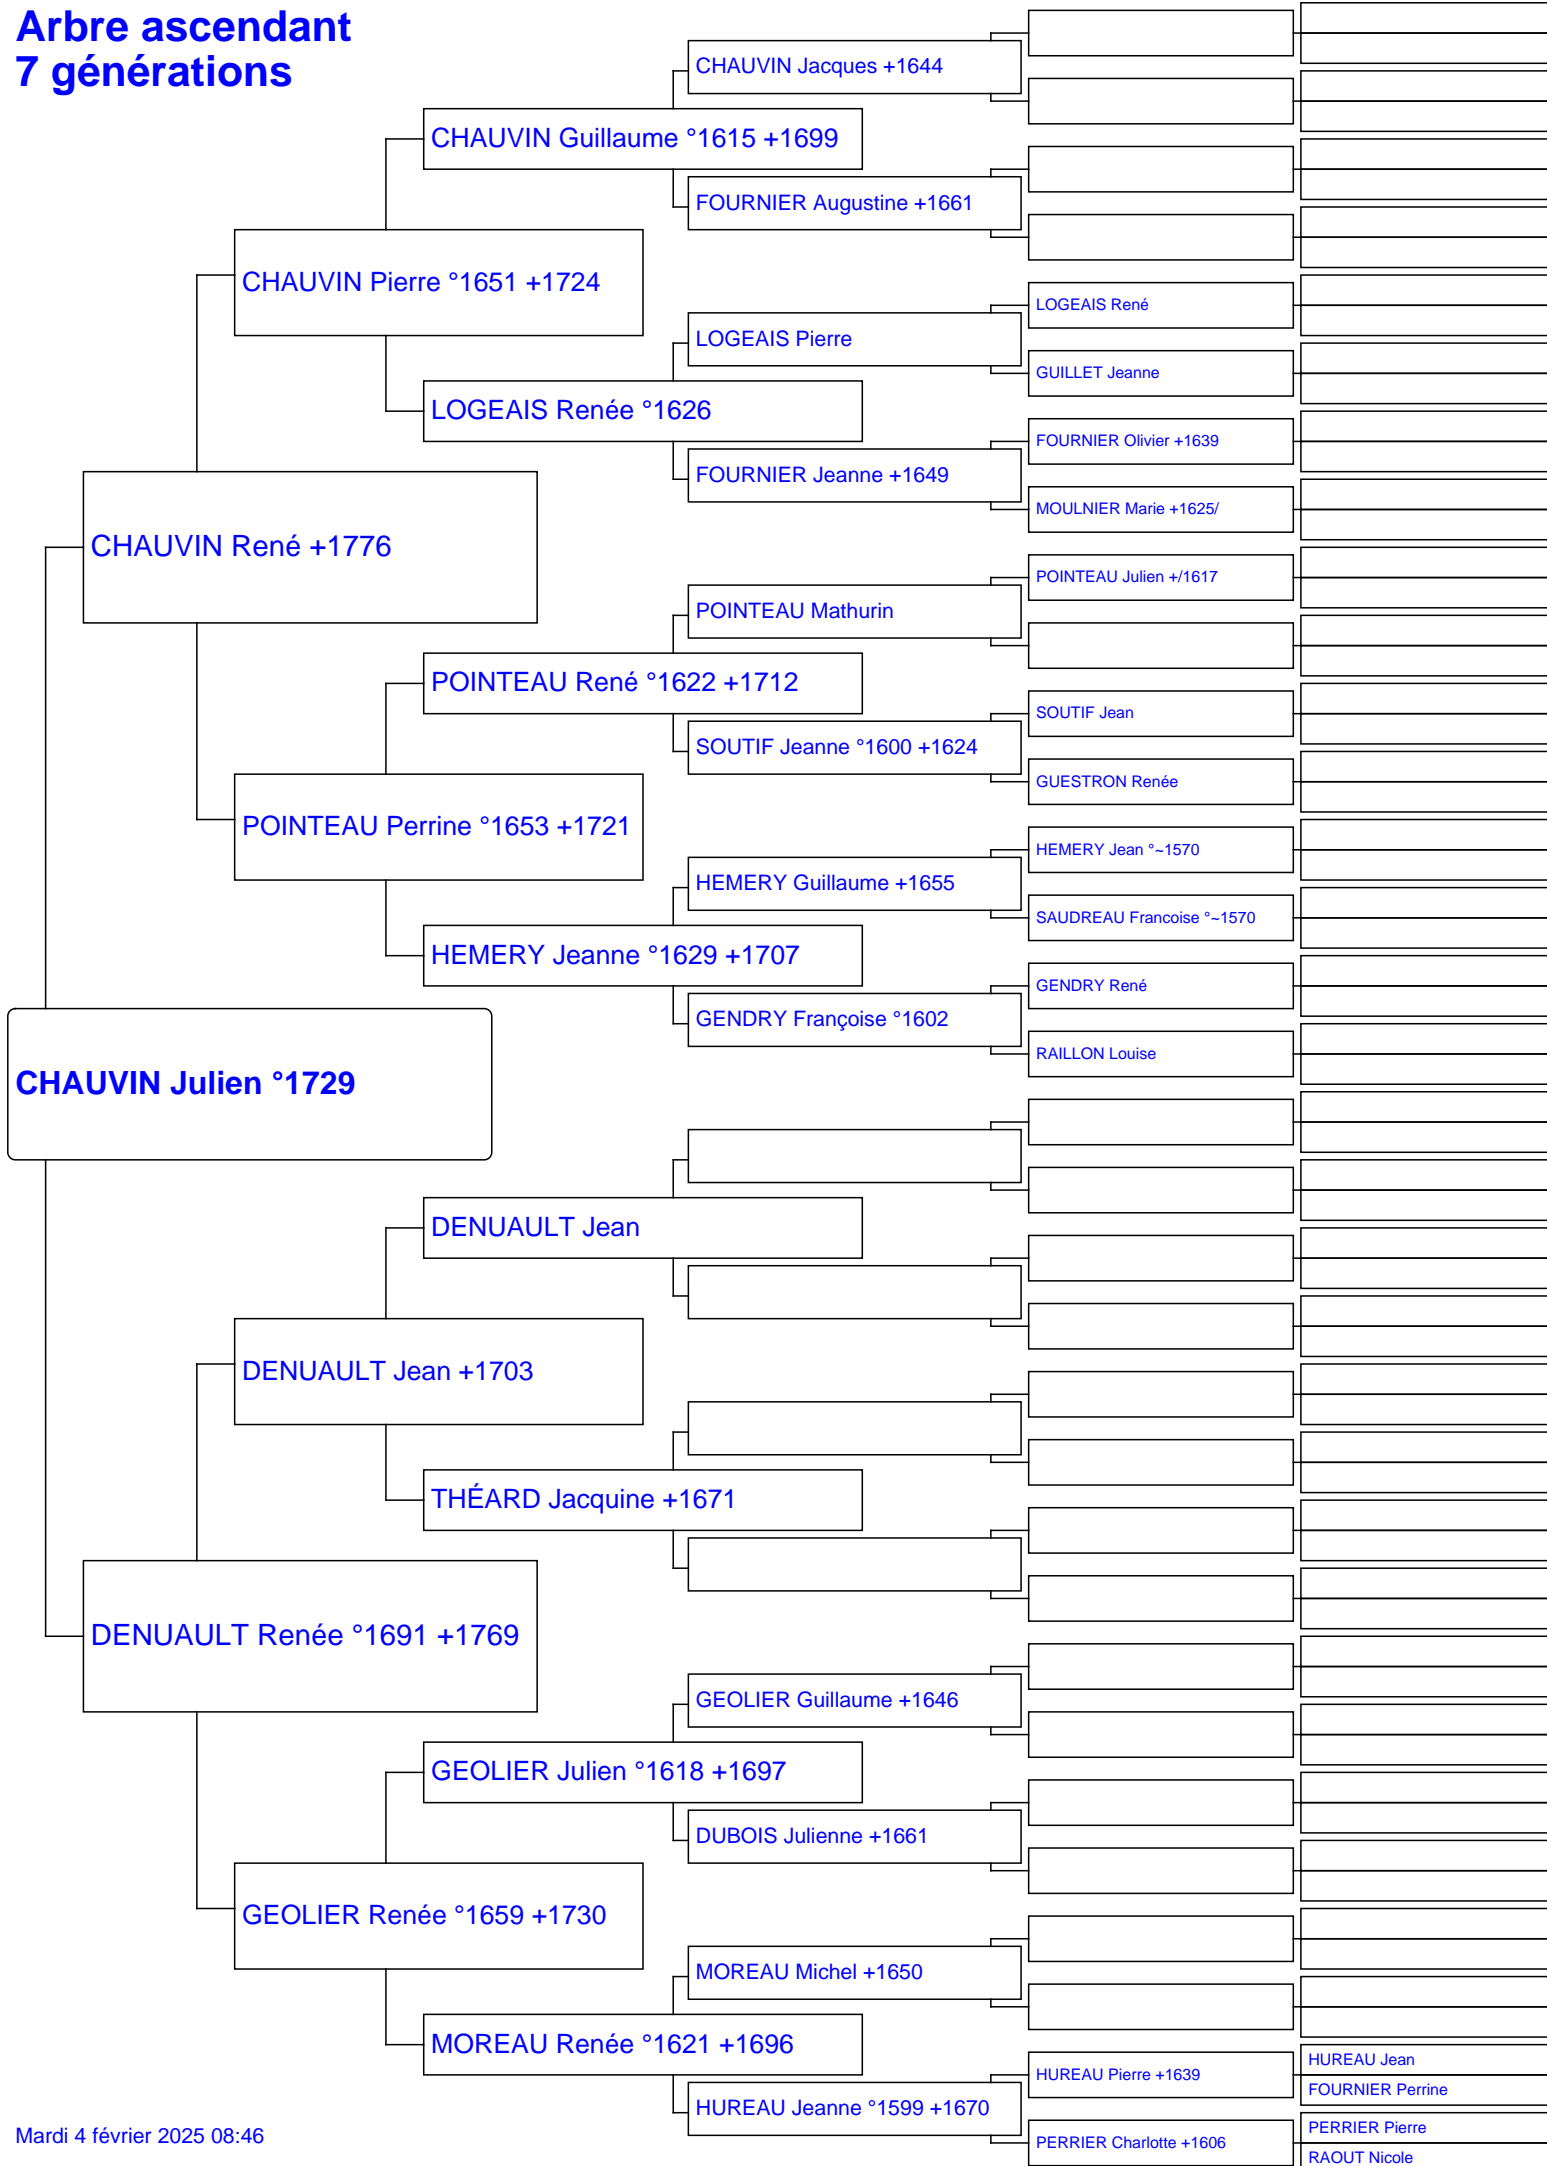 Arbre ascendant
7 générations
CHAUVIN Jacques +1644
CHAUVIN Guillaume °1615 +1699
FOURNIER Augustine +1661
CHAUVIN Pierre °1651 +1724
LOGEAIS René
LOGEAIS Pierre
GUILLET Jeanne
LOGEAIS Renée °1626
FOURNIER Olivier +1639
FOURNIER Jeanne +1649
MOULNIER Marie +1625/
CHAUVIN René +1776
POINTEAU Julien +/1617
POINTEAU Mathurin
POINTEAU René °1622 +1712
SOUTIF Jean
SOUTIF Jeanne °1600 +1624
GUESTRON Renée
POINTEAU Perrine °1653 +1721
HEMERY Jean °~1570
HEMERY Guillaume +1655
SAUDREAU Francoise °~1570
HEMERY Jeanne °1629 +1707
GENDRY René
GENDRY Françoise °1602
RAILLON Louise
CHAUVIN Julien °1729
DENUAULT Jean
DENUAULT Jean +1703
THÉARD Jacquine +1671
DENUAULT Renée °1691 +1769
GEOLIER Guillaume +1646
GEOLIER Julien °1618 +1697
DUBOIS Julienne +1661
GEOLIER Renée °1659 +1730
MOREAU Michel +1650
MOREAU Renée °1621 +1696
HUREAU Jean
HUREAU Pierre +1639
FOURNIER Perrine
HUREAU Jeanne °1599 +1670
PERRIER Pierre
PERRIER Charlotte +1606
RAOUT Nicole
Mardi 4 février 2025 08:46